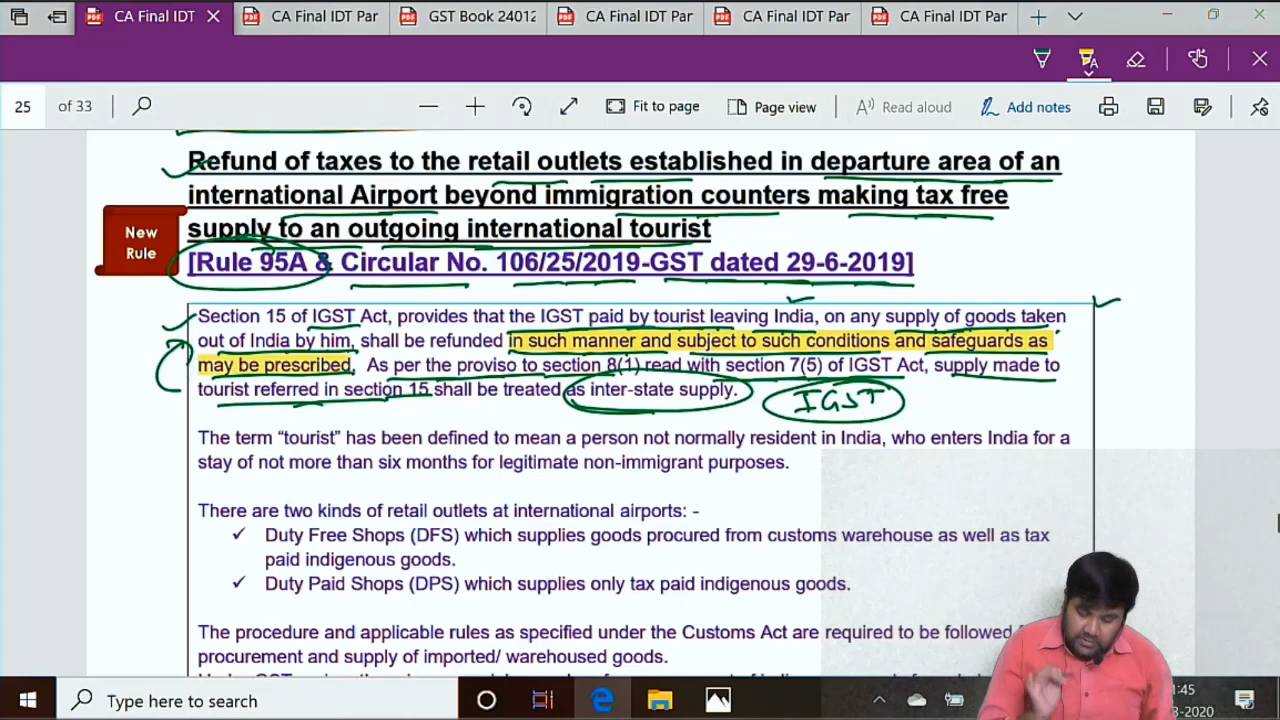 CA Final IDT
CA Final IDT Par
GST Book 24012
CA Final IDT Par
CA Final IDT Par
CA Final IDT Par
25 of 33
Fit to page
Page view
Read aloud
Add notes
Refund of taxes to the retail outlets established in departure area of an
international Airport beyond immigration counters making tax free
supply to an outgoing international tourist
New
Rule
[Rule 95A & Circular No. 106/25/2019-GST dated 29-6-2019]
Section 15 of IGST Act, provides that the IGST paid by tourist leaving India, on any supply of goods taken
out of India by him, shall be refunded in such manner and subject to such conditions and safeguards as
may be prescribed. As per the proviso to section 8(1) read with section 7(5) of IGST Act, supply made to
tourist referred in section 15 shall be treated as inter-state supply. IGST
The term “tourist” has been defined to mean a person not normally resident in India, who enters India for a
stay of not more than six months for legitimate non-immigrant purposes.
There are two kinds of retail outlets at international airports: -
✓ Duty Free Shops (DFS) which supplies goods procured from customs warehouse as well as tax
paid indigenous goods.
✓ Duty Paid Shops (DPS) which supplies only tax paid indigenous goods.
The procedure and applicable rules as specified under the Customs Act are required to be followed
procurement and supply of imported/ warehoused goods.
Type here to search
:45
-2020